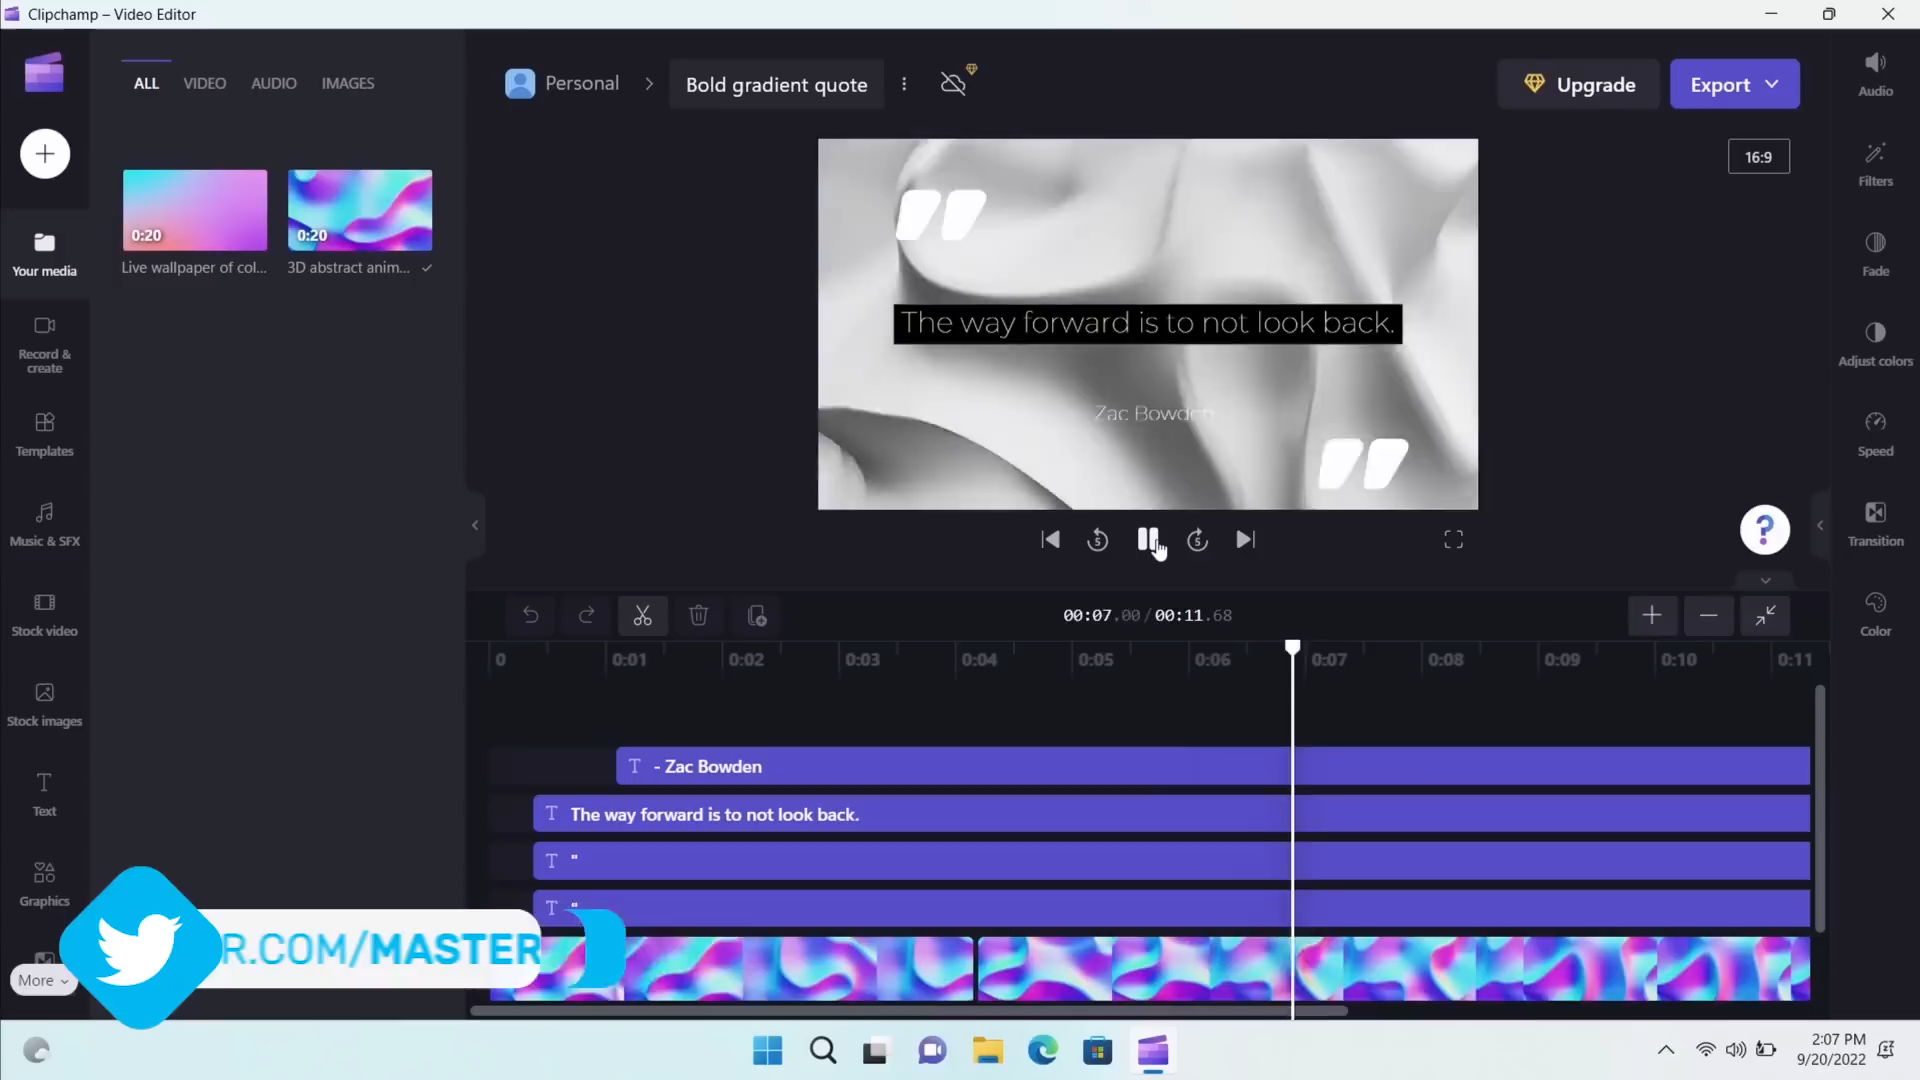 Clipchamp – Video Editor
ALL VIDEO AUDIO IMAGES
Personal
Bold gradient quote
Upgrade
Export
Audio
16:9
Filters
0:20
Live wallpaper of col...
0:20
3D abstract anim...
Your media
Fade
The way forward is to not look back.
Record & create
Adjust colors
Zac Bowden
Templates
Speed
Music & SFX
5
5
?
Transition
Stock video
00:07.00/00:11.68
Color
0 0:01 0:02 0:03 0:04 0:05 0:06 0:07 0:08 0:09 0:10 0:11
Stock images
T - Zac Bowden
Text
T The way forward is to not look back.
T "
Graphics
T "
R.COM/MASTER
More
2:07 PM
9/20/2022